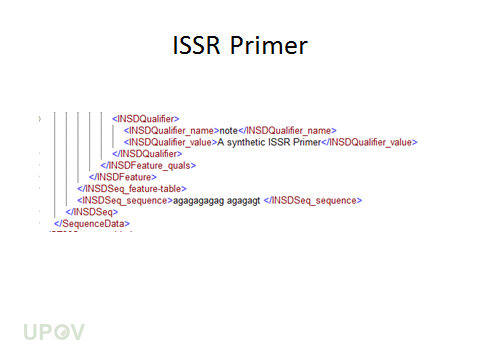 ISSR Primer
<INSDQualifier>
<INSDQualifier_name>note</INSDQualifier_name>
<INSDQualifier_value>A synthetic ISSR Primer</INSDQualifier_value>
</INSDQualifier>
</INSDFeature_quals>
</INSDFeature>
</INSDSeq_feature-table>
<INSDSeq_sequence>agagagagag agagagt </INSDSeq_sequence>
</INSDSeq>
</SequenceData>
UPOV